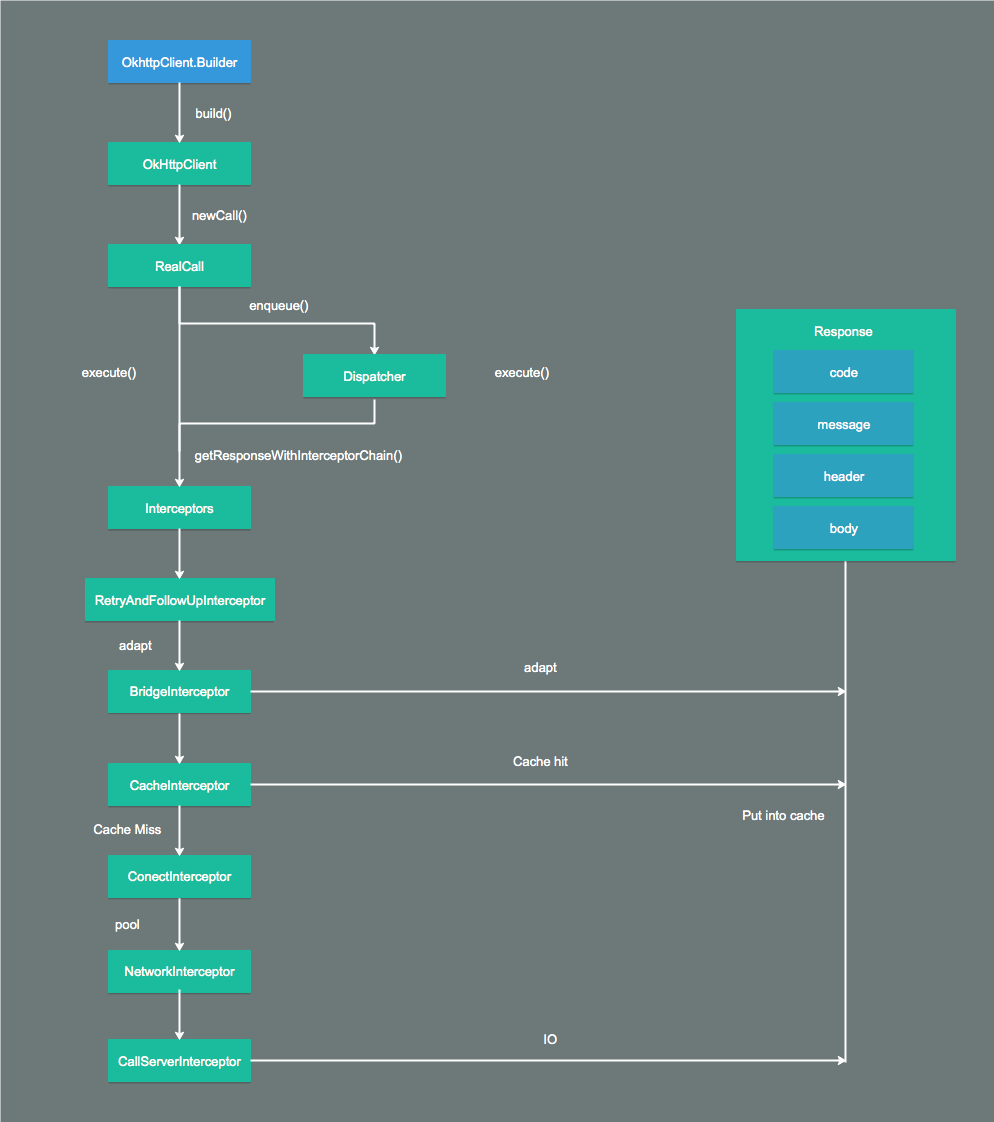 OkhttpClient.Builder
build()
OkHttpClient
newCall()
RealCall
enqueue()
execute()
Dispatcher
execute()
getResponseWithInterceptorChain()
Interceptors
RetryAndFollowUpInterceptor
adapt
BridgeInterceptor
adapt
CacheInterceptor
Cache hit
Cache Miss
Put into cache
ConectInterceptor
pool
NetworkInterceptor
CallServerInterceptor
IO
Response
code
message
header
body